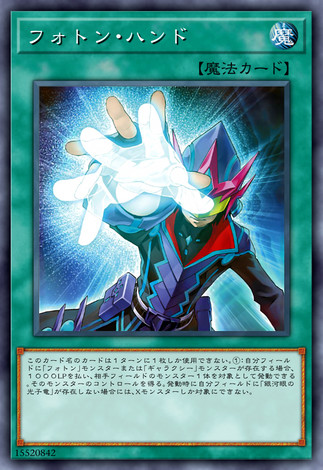 フォトン・ハンド
魔
【魔法カード】
このカード名のカードは1ターンに1枚しか使用できない。①:自分フィール
ドに「フォトン」モンスターまたは「ギャラクシー」モンスターが存在する場合、
1000LPを払い、相手フィールドのモンスター1体を対象として発動できる。
そのモンスターのコントロールを得る。発動時に自分フィールドに「銀河眼の
光子竜」が存在しない場合には、Xモンスターしか対象にできない。
15520842